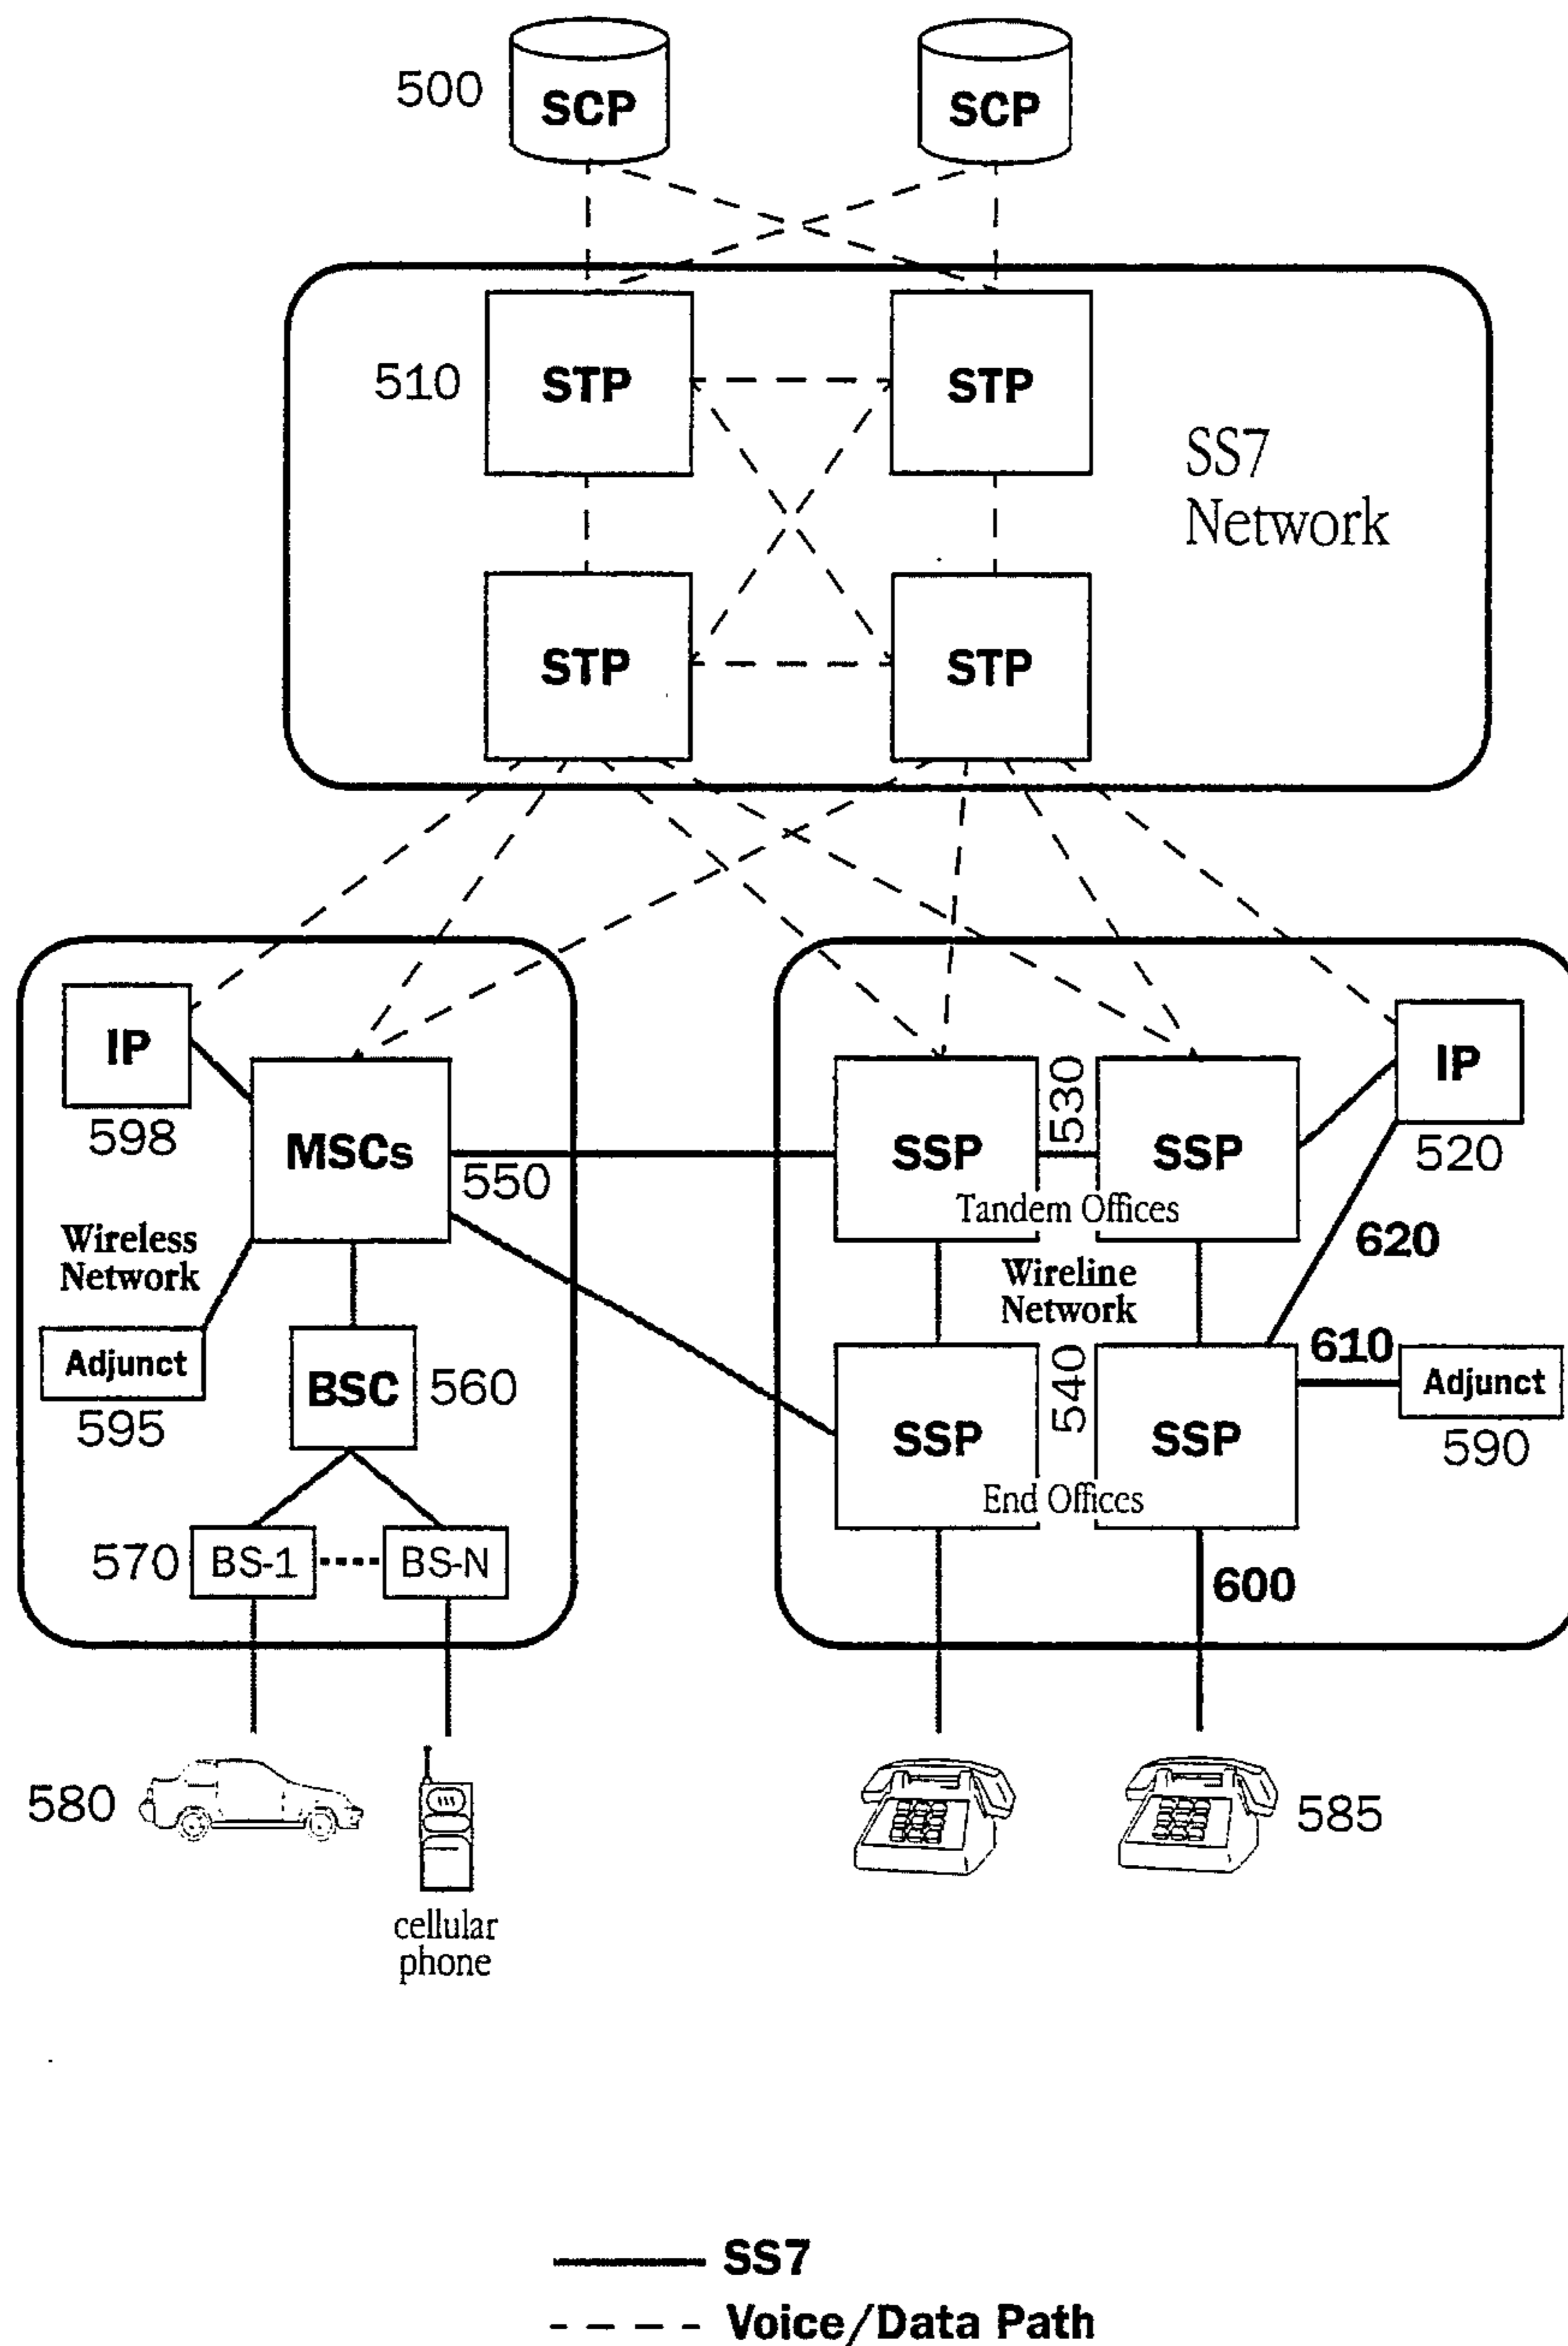 500
SCP
SCP
510
STP
STP
SS7
Network
STP
STP
IP
598
MSCs
550
Wireless
Network
Adjunct
595
BSC
560
570
BS-1
BS-N
SSP
530
SSP
IP
520
Tandem Offices
620
Wireline
Network
610
Adjunct
590
SSP
540
SSP
End Offices
600
580
cellular
phone
585
SS7
Voice/Data Path